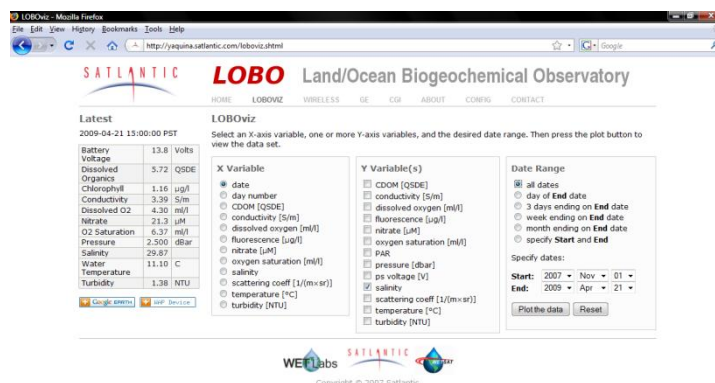 LOBOviz - Mozilla Firefox
File Edit View History Bookmarks Tools Help
http://yaquina.satlantic.com/loboviz.shtml
Google
SATLANTIC
LOBO Land/Ocean Biogeochemical Observatory
HOME LOBOVIZ WIRELESS GE CGI ABOUT CONFIG CONTACT
Latest
2009-04-21 15:00:00 PST
Battery Voltage 13.8 Volts
Dissolved Organics 5.72 QSDE
Chlorophyll 1.16 µg/l
Conductivity 3.39 S/m
Dissolved O2 4.30 ml/l
Nitrate 21.3 µM
O2 Saturation 6.37 ml/l
Pressure 2.500 dBar
Salinity 29.87
Water Temperature 11.10 C
Turbidity 1.38 NTU
Google EARTH
WAP Device
LOBOviz
Select an X-axis variable, one or more Y-axis variables, and the desired date range. Then press the plot button to
view the data set.
X Variable
date
day number
CDOM [QSDE]
conductivity [S/m]
dissolved oxygen [ml/l]
fluorescence [µg/l]
nitrate [µM]
oxygen saturation [ml/l]
salinity
scattering coeff [1/(m×sr)]
temperature [°C]
turbidity [NTU]
Y Variable(s)
CDOM [QSDE]
conductivity [S/m]
dissolved oxygen [ml/l]
fluorescence [µg/l]
nitrate [µM]
oxygen saturation [ml/l]
PAR
pressure [dbar]
ps voltage [V]
salinity
scattering coeff [1/(m×sr)]
temperature [°C]
turbidity [NTU]
Date Range
all dates
day of End date
3 days ending on End date
week ending on End date
month ending on End date
specify Start and End
Specify dates:
Start: 2007 Nov 01
End: 2009 Apr 21
Plot the data Reset
WETLabs
SATLANTIC
Copyright © 2007 Satlantic